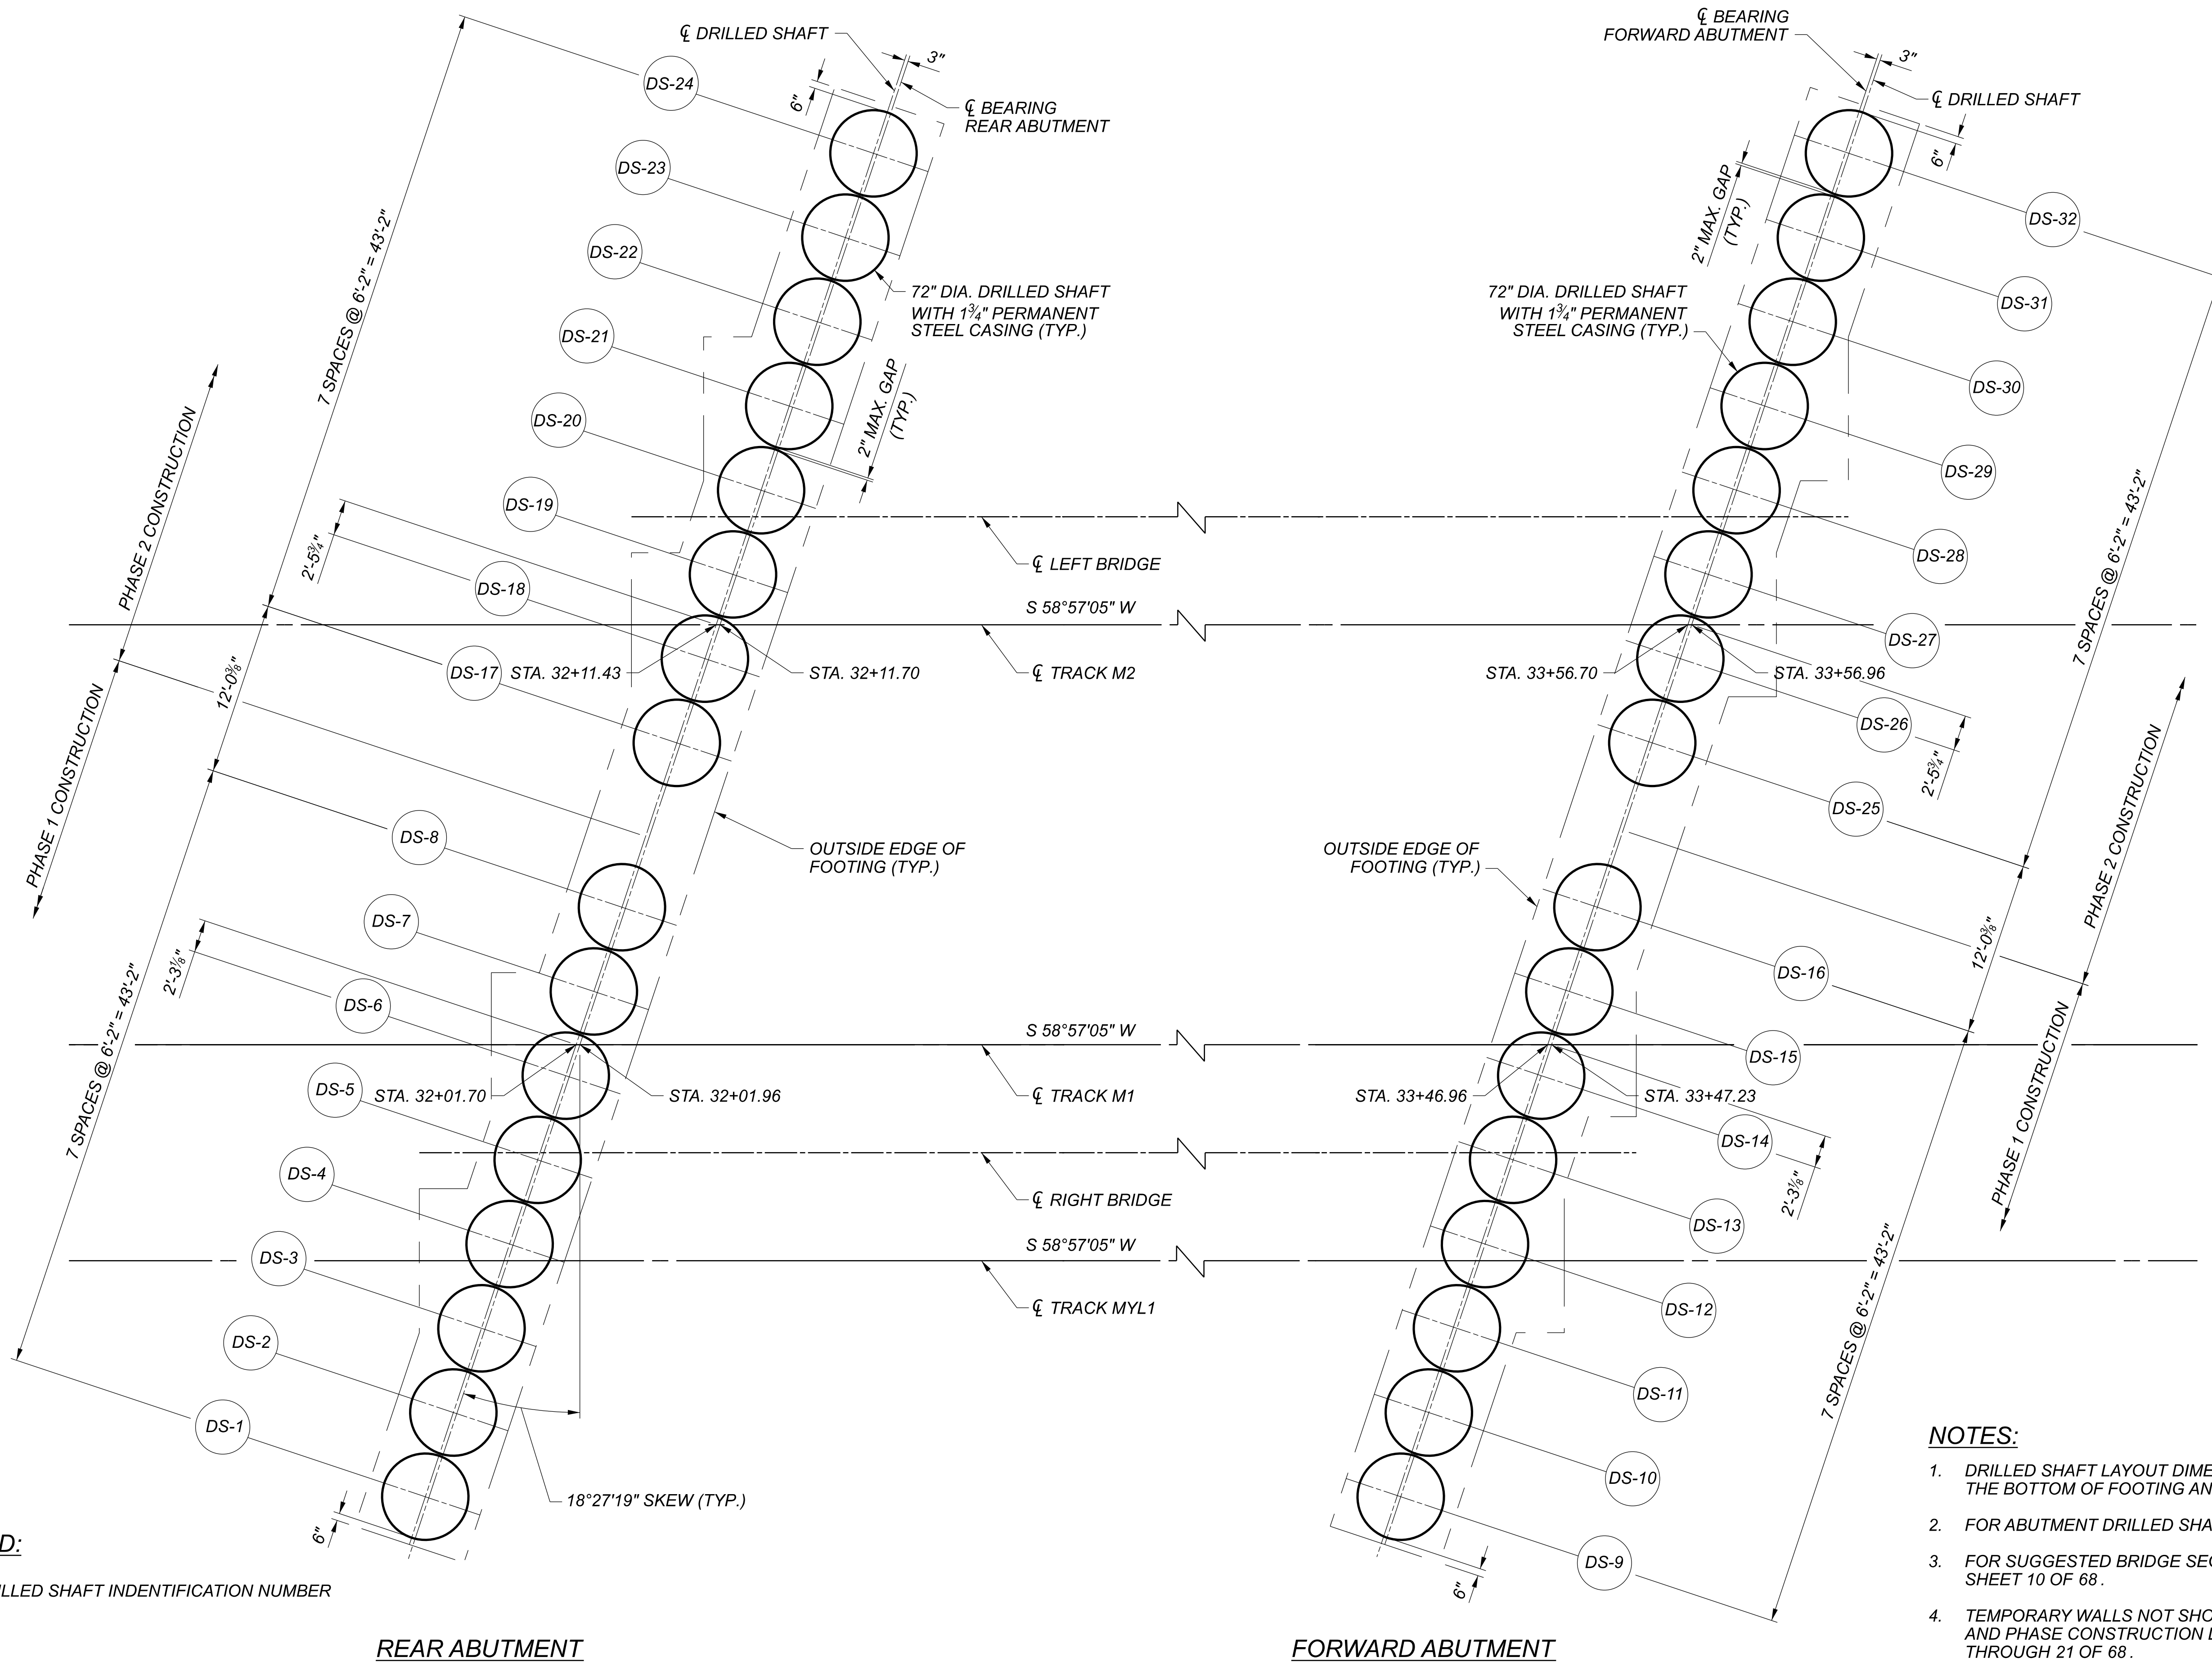 ℄ DRILLED SHAFT
3"
6"
℄ BEARING
REAR ABUTMENT
DS-24
DS-23
DS-22
DS-21
DS-20
DS-19
DS-18
DS-17
DS-8
DS-7
DS-6
DS-5
DS-4
DS-3
DS-2
DS-1
7 SPACES @ 6'-2" = 43'-2"
72" DIA. DRILLED SHAFT
WITH 1¾" PERMANENT
STEEL CASING (TYP.)
2" MAX. GAP
(TYP.)
PHASE 2 CONSTRUCTION
PHASE 1 CONSTRUCTION
2'-5¾"
12'-0⅜"
STA. 32+11.43
STA. 32+11.70
OUTSIDE EDGE OF
FOOTING (TYP.)
2'-3⅛"
7 SPACES @ 6'-2" = 43'-2"
STA. 32+01.70
STA. 32+01.96
18°27'19" SKEW (TYP.)
6"
℄ LEFT BRIDGE
S 58°57'05" W
℄ TRACK M2
S 58°57'05" W
℄ TRACK M1
℄ RIGHT BRIDGE
S 58°57'05" W
℄ TRACK MYL1
℄ BEARING
FORWARD ABUTMENT
3"
℄ DRILLED SHAFT
6"
2" MAX. GAP
(TYP.)
72" DIA. DRILLED SHAFT
WITH 1¾" PERMANENT
STEEL CASING (TYP.)
DS-32
DS-31
DS-30
DS-29
DS-28
DS-27
DS-26
DS-25
DS-16
DS-15
DS-14
DS-13
DS-12
DS-11
DS-10
DS-9
7 SPACES @ 6'-2" = 43'-2"
STA. 33+56.70
STA. 33+56.96
2'-5¾"
PHASE 2 CONSTRUCTION
OUTSIDE EDGE OF
FOOTING (TYP.)
12'-0⅜"
PHASE 1 CONSTRUCTION
STA. 33+46.96
STA. 33+47.23
2'-3⅛"
7 SPACES @ 6'-2" = 43'-2"
6"
D:
ILLED SHAFT INDENTIFICATION NUMBER
REAR ABUTMENT
FORWARD ABUTMENT
NOTES:
1. DRILLED SHAFT LAYOUT DIME
THE BOTTOM OF FOOTING AN
2. FOR ABUTMENT DRILLED SHA
3. FOR SUGGESTED BRIDGE SEQ
SHEET 10 OF 68 .
4. TEMPORARY WALLS NOT SHO
AND PHASE CONSTRUCTION
THROUGH 21 OF 68 .